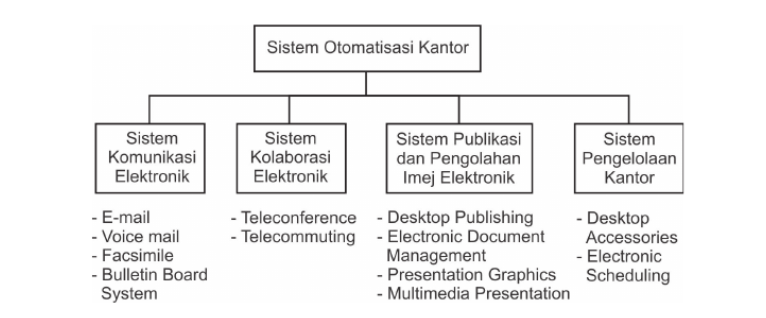 Sistem Otomatisasi Kantor
Sistem
Komunikasi
Elektronik
Sistem
Kolaborasi
Elektronik
Sistem Publikasi
dan Pengolahan
Imej Elektronik
Sistem
Pengelolaan
Kantor
- E-mail
- Voice mail
- Facsimile
- Bulletin Board
System
- Teleconference
- Telecommuting
- Desktop Publishing
- Electronic Document
Management
- Presentation Graphics
- Multimedia Presentation
- Desktop
Accessories
- Electronic
Scheduling